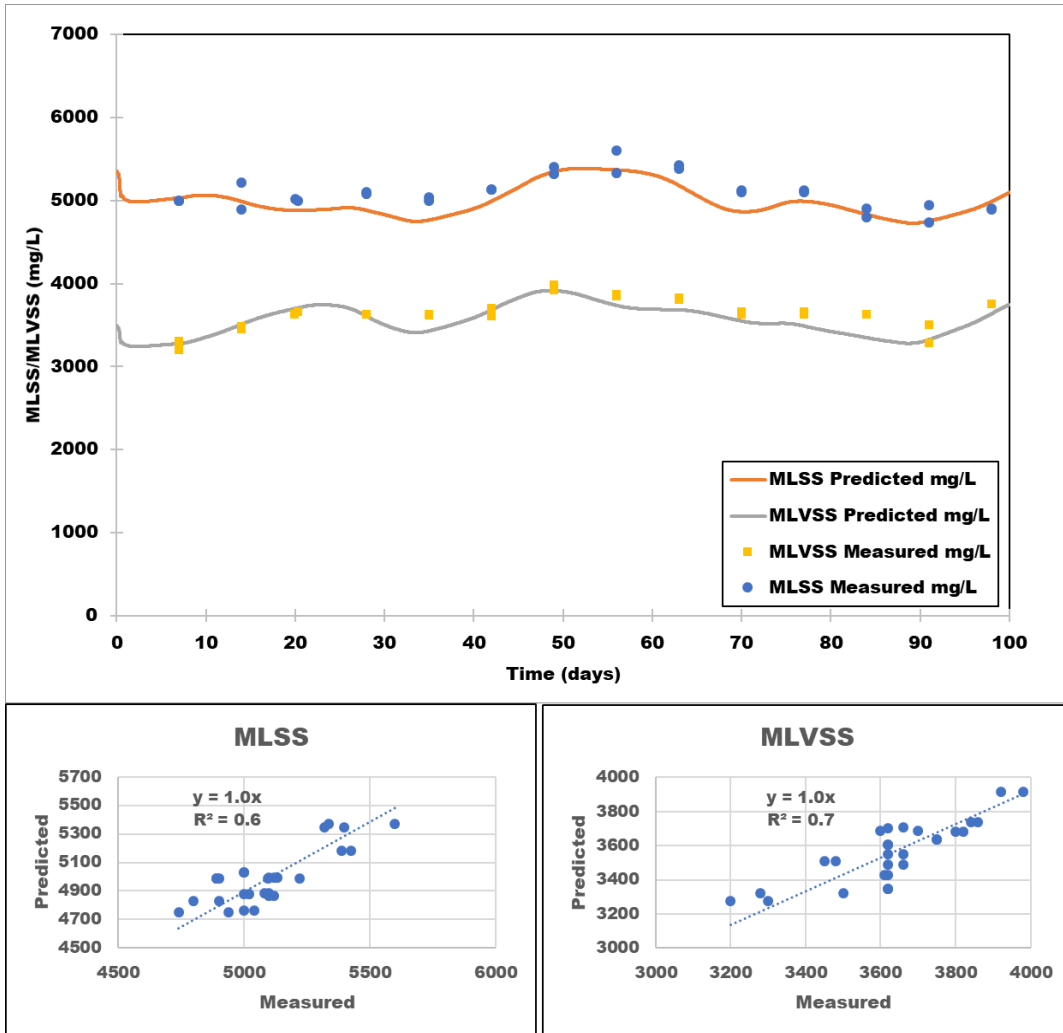 7000
6000
5000
4000
3000
2000
1000
0
MLSS/MLVSS (mg/L)
0 10 20 30 40 50 60 70 80 90 100
Time (days)
MLSS Predicted mg/L
MLVSS Predicted mg/L
MLVSS Measured mg/L
MLSS Measured mg/L
MLSS
y = 1.0x
R² = 0.6
5700
5500
5300
5100
4900
4700
4500
Predicted
4500 5000 5500 6000
Measured
MLVSS
y = 1.0x
R² = 0.7
4000
3800
3600
3400
3200
3000
Predicted
3000 3200 3400 3600 3800 4000
Measured